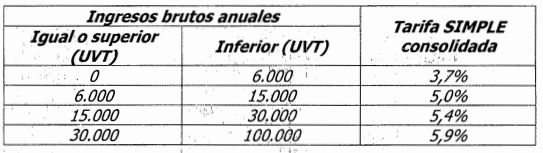 Ingresos brutos anuales
Tarifa SIMPLE
consolidada
Igual o superior
(UVT)
Inferior (UVT)
0 6.000 3,7%
6.000 15.000 5,0%
15.000 30,000 5,4%
30.000 100.000 5,9%